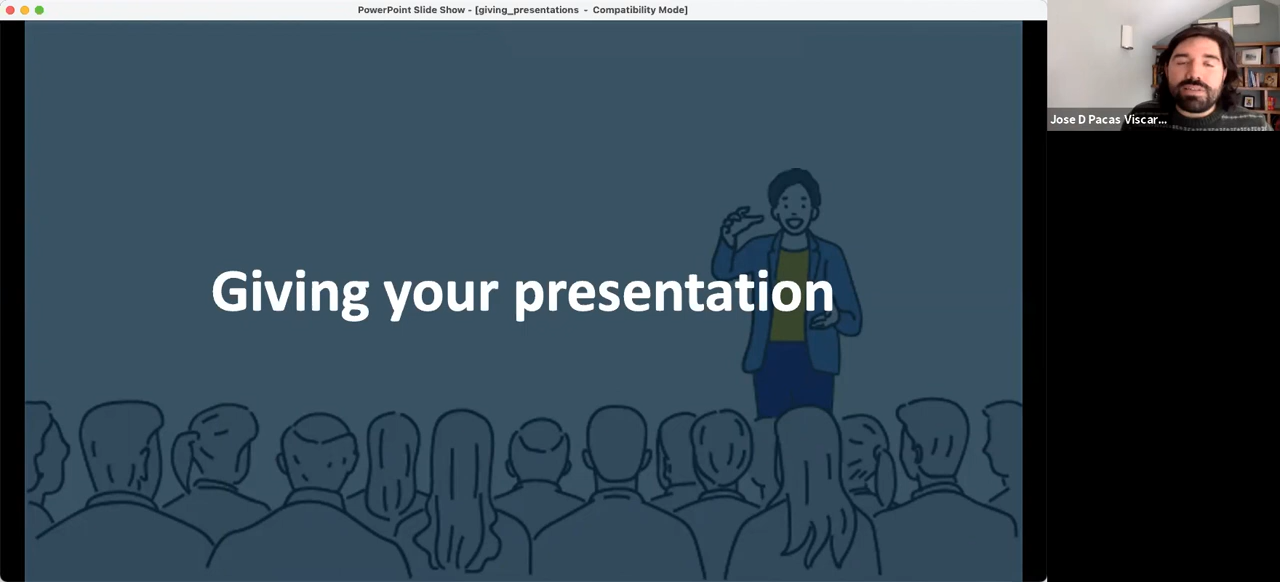 PowerPoint Slide Show - [giving_presentations - Compatibility Mode]
Jose D Pacas Viscar...
Giving your presentation